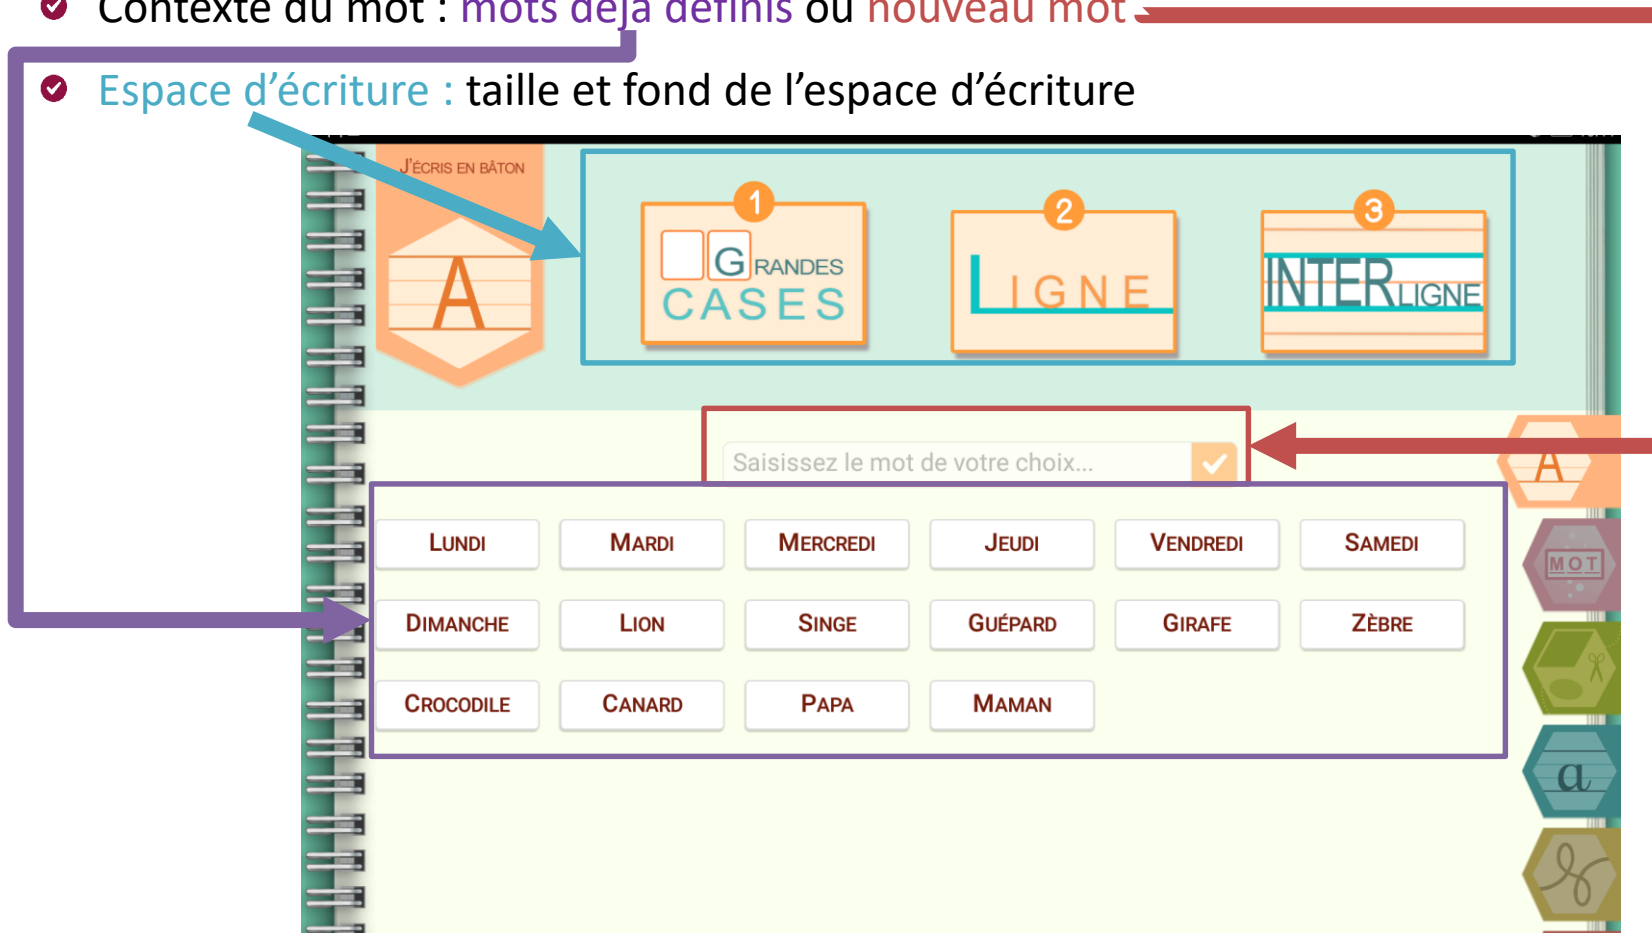 Contexte du mot : mots déjà définis ou nouveau mot
Espace d'écriture : taille et fond de l'espace d'écriture
J'ÉCRIS EN BÂTON
A
1
GRANDES
CASES
2
LIGNE
3
INTERLIGNE
Saisissez le mot de votre choix...
A
LUNDI MARDI MERCREDI JEUDI VENDREDI SAMEDI
MOT
DIMANCHE LION SINGE GUÉPARD GIRAFE ZÈBRE
CROCODILE CANARD PAPA MAMAN
a